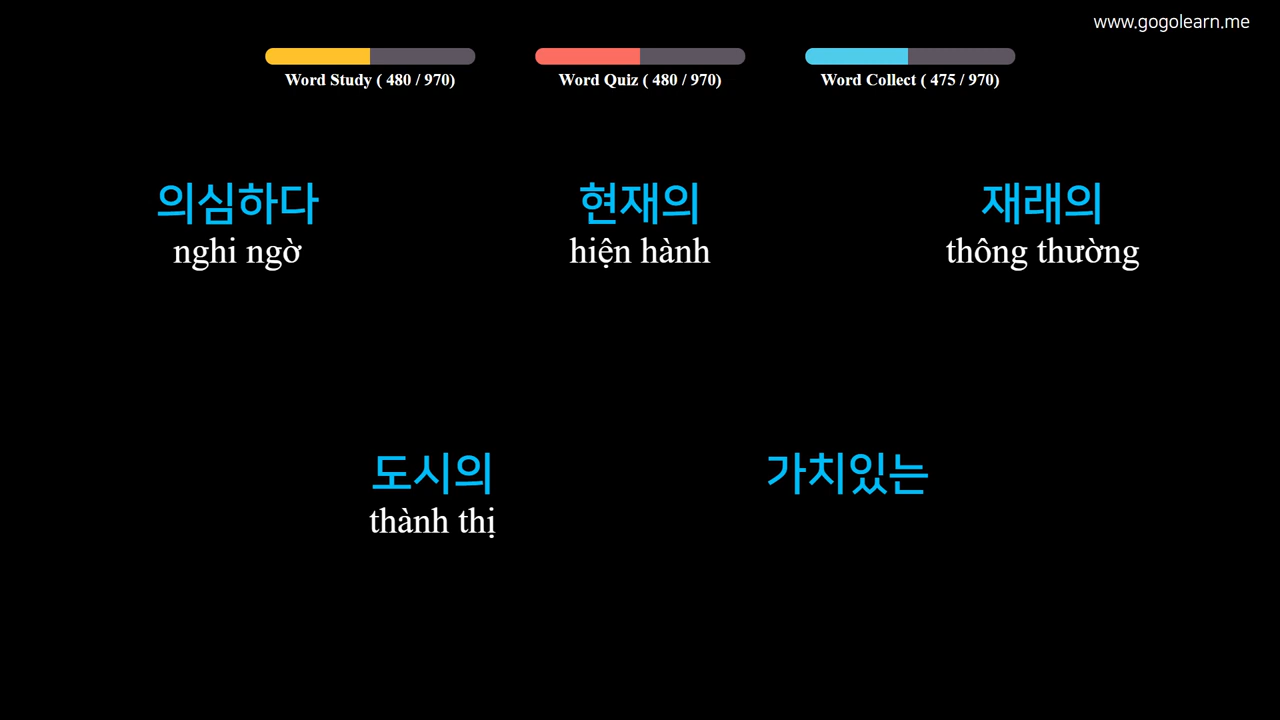 www.gogolearn.me
Word Study ( 480 / 970)
Word Quiz ( 480 / 970)
Word Collect ( 475 / 970)
의심하다
nghi ngờ
현재의
hiện hành
재래의
thông thường
도시의
thành thị
가치있는